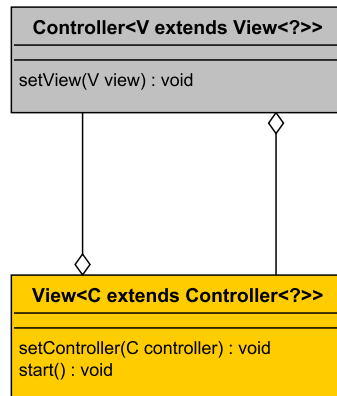 Controller<V extends View<?>>
setView(V view) : void
View<C extends Controller<?>>
setController(C controller) : void
start() : void